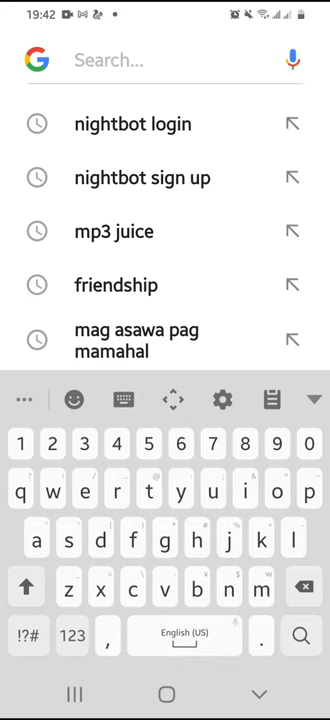 19:42
Search...
nightbot login
nightbot sign up
mp3 juice
friendship
mag asawa pag
mamahal
1 2 3 4 5 6 7 8 9 0
q w e r t y u i o p
a s d f g h j k l
z x c v b n m
!?# 123 , English (US) .